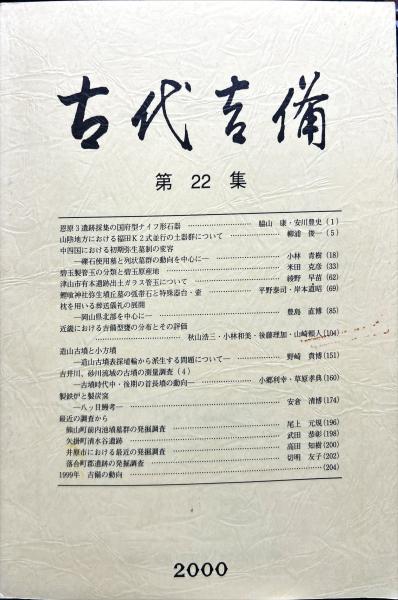 古代吉備
第 22 集
恩原3遺跡採集の国府型ナイフ形石器 稲山 康・安川豊史(1)
山陰地方における福田K2式並行の土器群について 柳浦 俊一(5)
中四国における初期弥生墓制の変容
―礫石使用墓と列状墓群の動向を中心に― 小林 青樹(18)
碧玉製管玉の分類と碧玉原産地 米田 克彦(33)
津山市有本遺跡出土ガラス管玉について 綾野 早苗(62)
鯉喰神社弥生墳丘墓の弧帯石と特殊器台・壷 平野泰司・岸本道昭(69)
枕を用いる葬送儀礼の展開
―岡山県北部を中心に― 豊島 直博(85)
近畿における吉備型甕の分布とその評価
秋山浩三・小林和美・後藤理加・山崎頼人(104)
造山古墳と小方墳
―造山古墳表採埴輪から派生する問題について― 野崎 貴博(151)
吉井川、砂川流域の古墳の測量調査(4)
―古墳時代中・後期の首長墳の動向― 小郷利幸・草原孝典(160)
製鉄炉と製炭窯
―八ッ目鰻考― 安倉 清博(174)
最近の調査から
熊山町前内池墳墓群の発掘調査 尾上 元規(196)
矢掛町清水谷遺跡 武田 恭彰(198)
井原市における最近の発掘調査 高田 知樹(200)
落合町郡遺跡の発掘調査 切明 友子(202)
1999年 吉備の動向 (204)
2000